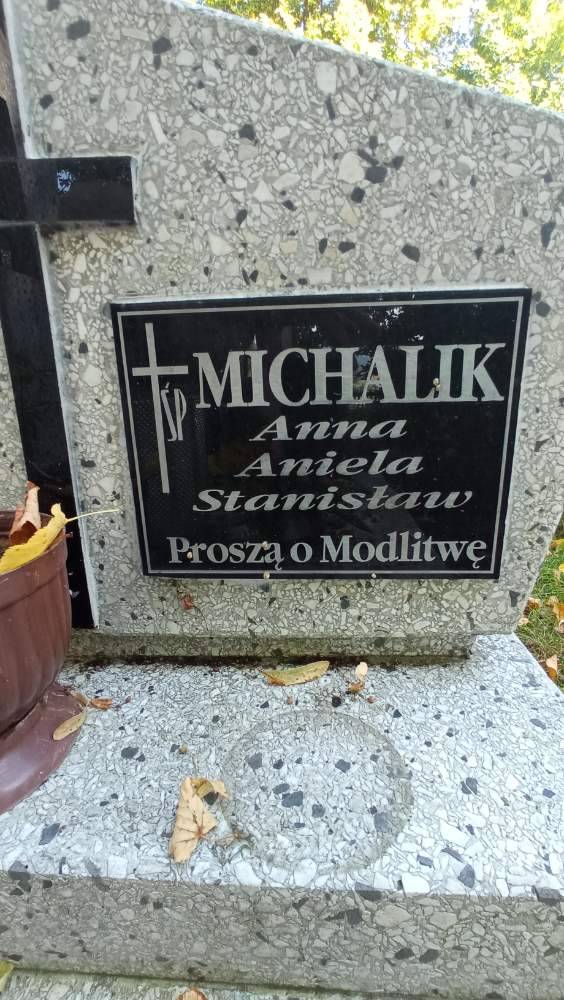 ŚP MICHALIK
Anna
Aniela
Stanisław
Proszą o Modlitwę